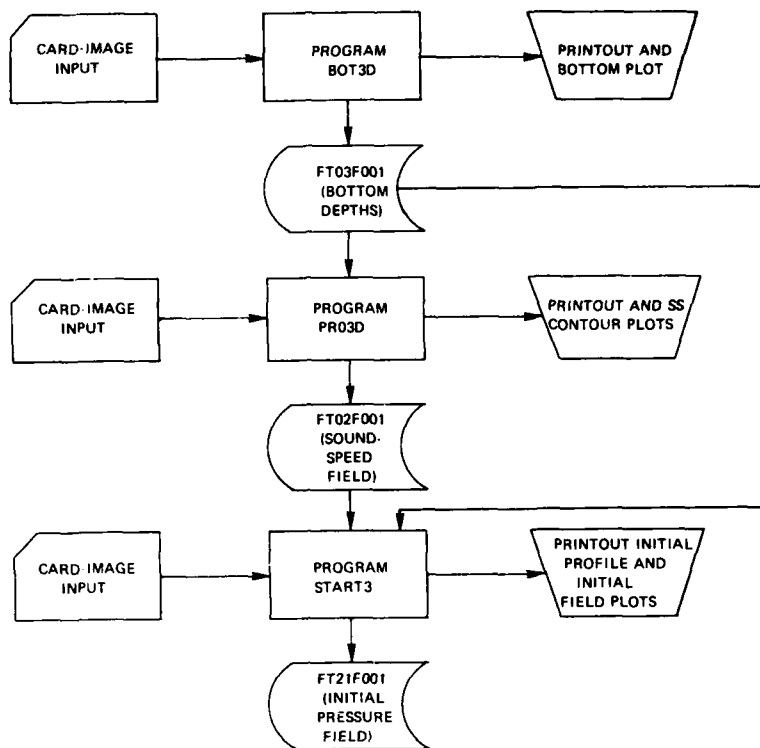 CARD-IMAGE
INPUT
PROGRAM
BOT3D
PRINTOUT AND
BOTTOM PLOT
FT03F001
(BOTTOM
DEPTHS)
CARD-IMAGE
INPUT
PROGRAM
PRO3D
PRINTOUT AND SS
CONTOUR PLOTS
FT02F001
(SOUND-
SPEED
FIELD)
CARD-IMAGE
INPUT
PROGRAM
START3
PRINTOUT INITIAL
PROFILE AND
INITIAL
FIELD PLOTS
FT21F001
(INITIAL
PRESSURE
FIELD)